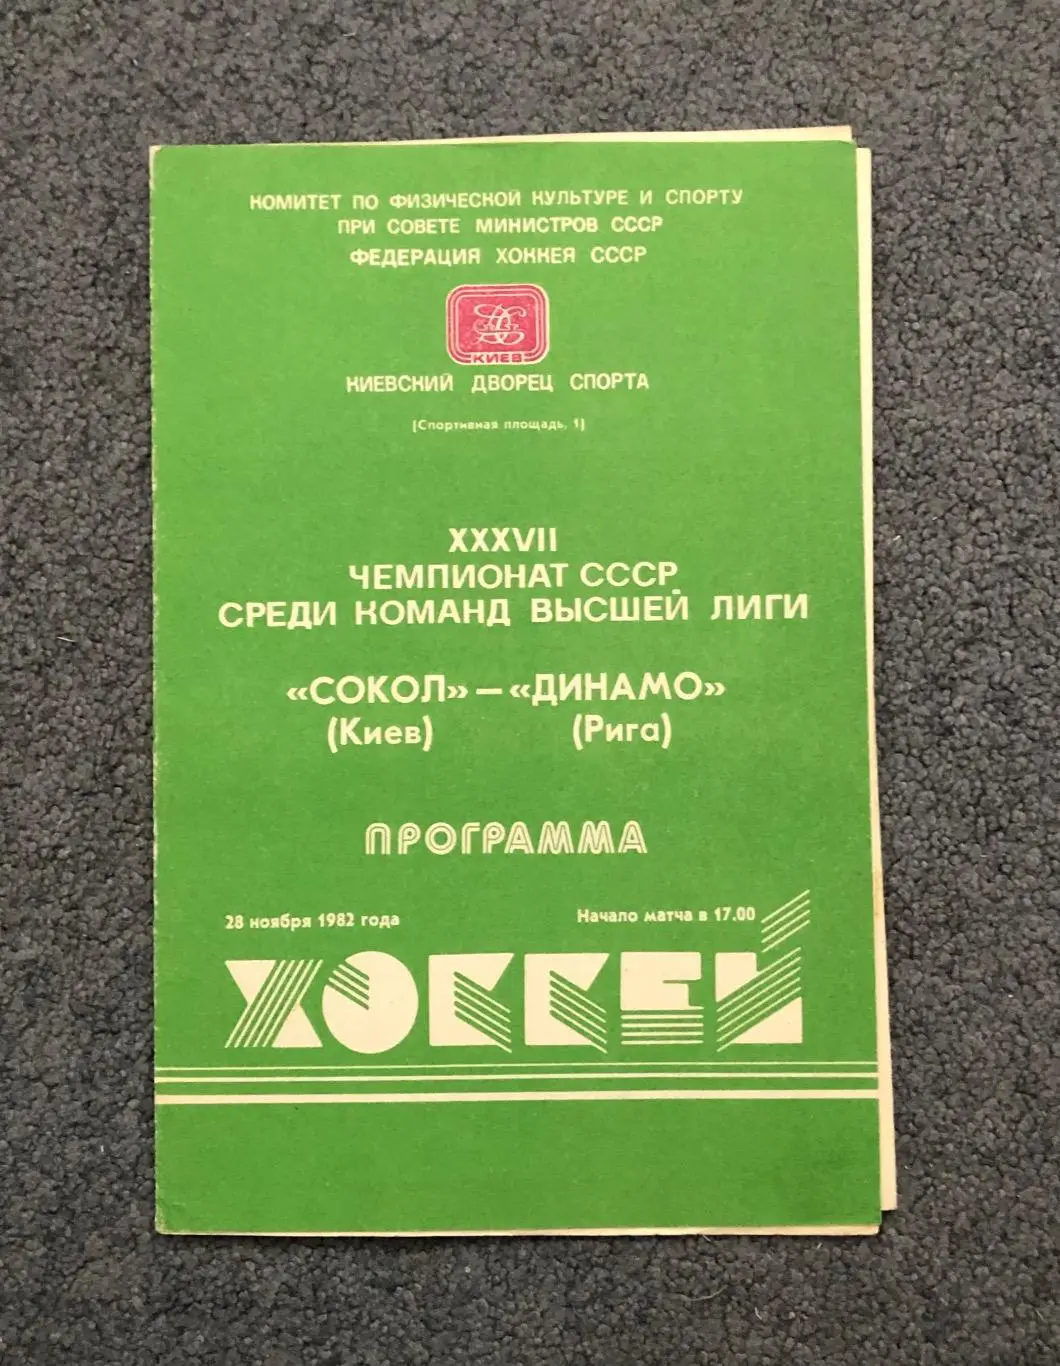 КОМИТЕТ ПО ФИЗИЧЕСКОЙ КУЛЬТУРЕ И СПОРТУ
ПРИ СОВЕТЕ МИНИСТРОВ СССР
ФЕДЕРАЦИЯ ХОККЕЯ СССР
КИЕВ
КИЕВСКИЙ ДВОРЕЦ СПОРТА
[Спортивная площадь, 1]
XXXVII
ЧЕМПИОНАТ СССР
СРЕДИ КОМАНД ВЫСШЕЙ ЛИГИ
«СОКОЛ» — «ДИНАМО»
(Киев) (Рига)
ПРОГРАММА
28 ноября 1982 года Начало матча в 17.00
ХОККЕЙ